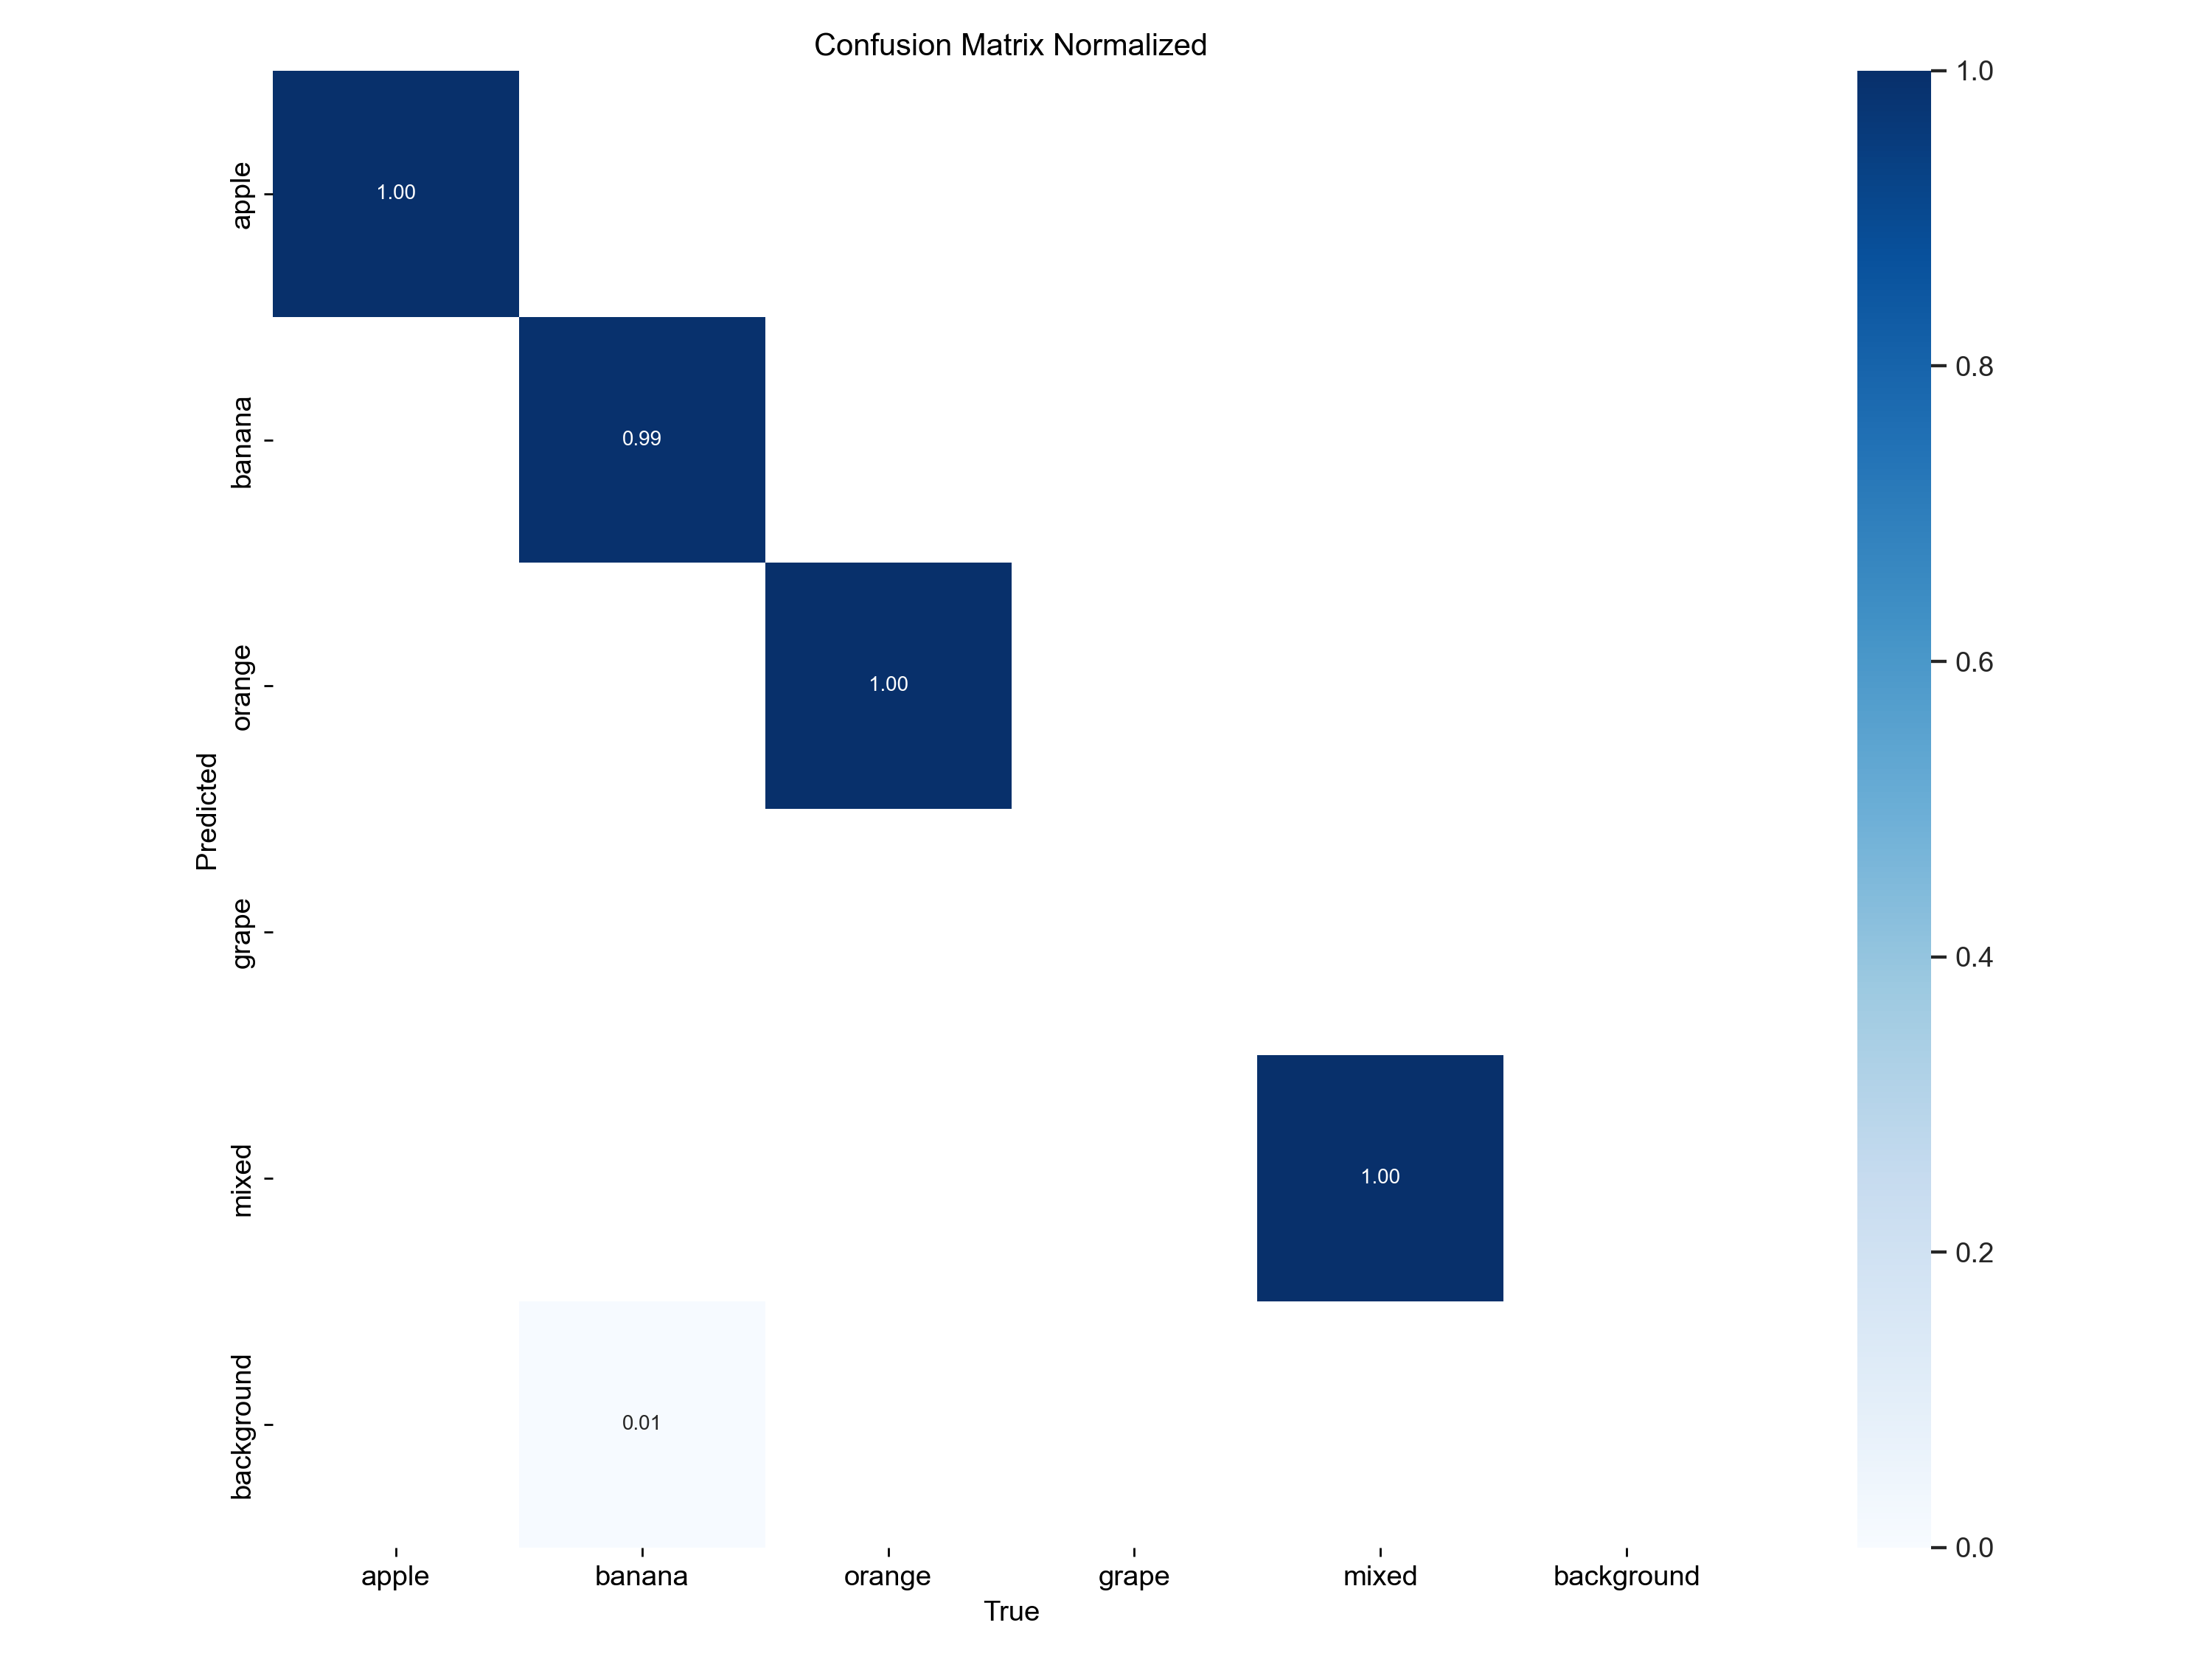 Confusion Matrix Normalized
1.0
apple
1.00
0.8
banana
0.99
0.6
orange
1.00
Predicted
grape
0.4
mixed
1.00
0.2
background
0.01
0.0
apple banana orange grape mixed background
True